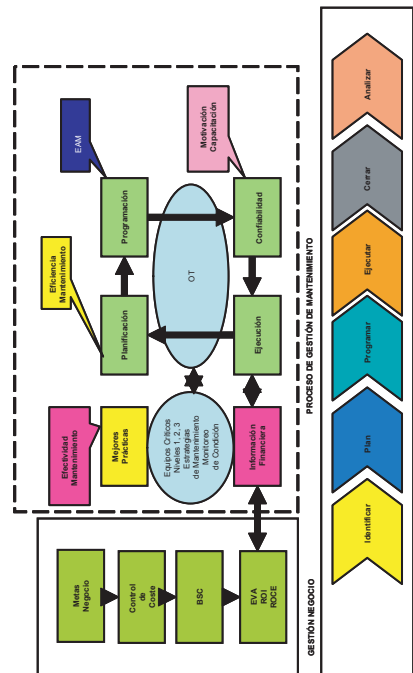 Metas
Negocio
Control
de
Coste
BSC
EVA
ROI
ROCE
GESTIÓN NEGOCIO
Efectividad
Mantenimiento
Mejores
Prácticas
Equipos Críticos
Niveles 1, 2, 3
Estrategias
de Mantenimiento
Monitoreo
de Condición
Información
Financiera
Eficiencia
Mantenimiento
EAM
Planificación
Programación
OT
Ejecución
Confiabilidad
Motivación
Capacitación
PROCESO DE GESTIÓN DE MANTENIMIENTO
Identificar
Plan
Programar
Ejecutar
Cerrar
Analizar